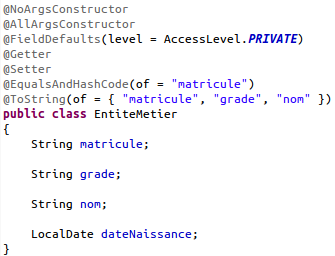 @NoArgsConstructor
@AllArgsConstructor
@FieldDefaults(level = AccessLevel.PRIVATE)
@Getter
@Setter
@EqualsAndHashCode(of = "matricule")
@ToString(of = { "matricule", "grade", "nom" })
public class EntiteMetier
{
    String matricule;
    String grade;
    String nom;
    LocalDate dateNaissance;
}